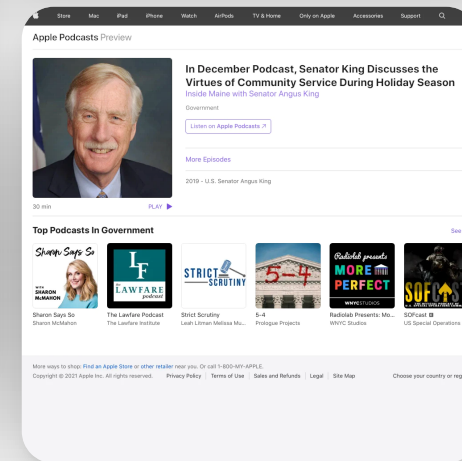 Store Mac iPad iPhone Watch AirPods TV & Home Only on Apple Accessories Support
Apple Podcasts Preview
In December Podcast, Senator King Discusses the
Virtues of Community Service During Holiday Season
Inside Maine with Senator Angus King
Government
Listen on Apple Podcasts ↗
More Episodes
2019 - U.S. Senator Angus King
30 min PLAY
Top Podcasts In Government See
Sharon Says So
WITH
SHARON
McMAHON
LF
THE
LAWFARE
podcast
STRICT
SCRUTINY
5-4
Radiolab presents
MORE
PERFECT
WNYCSTUDIOS
SOFCAST
Sharon Says So
Sharon McMahon
The Lawfare Podcast
The Lawfare Institute
Strict Scrutiny
Leah Litman Melissa Mu...
5-4
Prologue Projects
Radiolab Presents: Mo...
WNYC Studios
SOFcast
US Special Operations
More ways to shop: Find an Apple Store or other retailer near you. Or call 1-800-MY-APPLE.
Copyright © 2021 Apple Inc. All rights reserved. Privacy Policy | Terms of Use | Sales and Refunds | Legal | Site Map Choose your country or reg